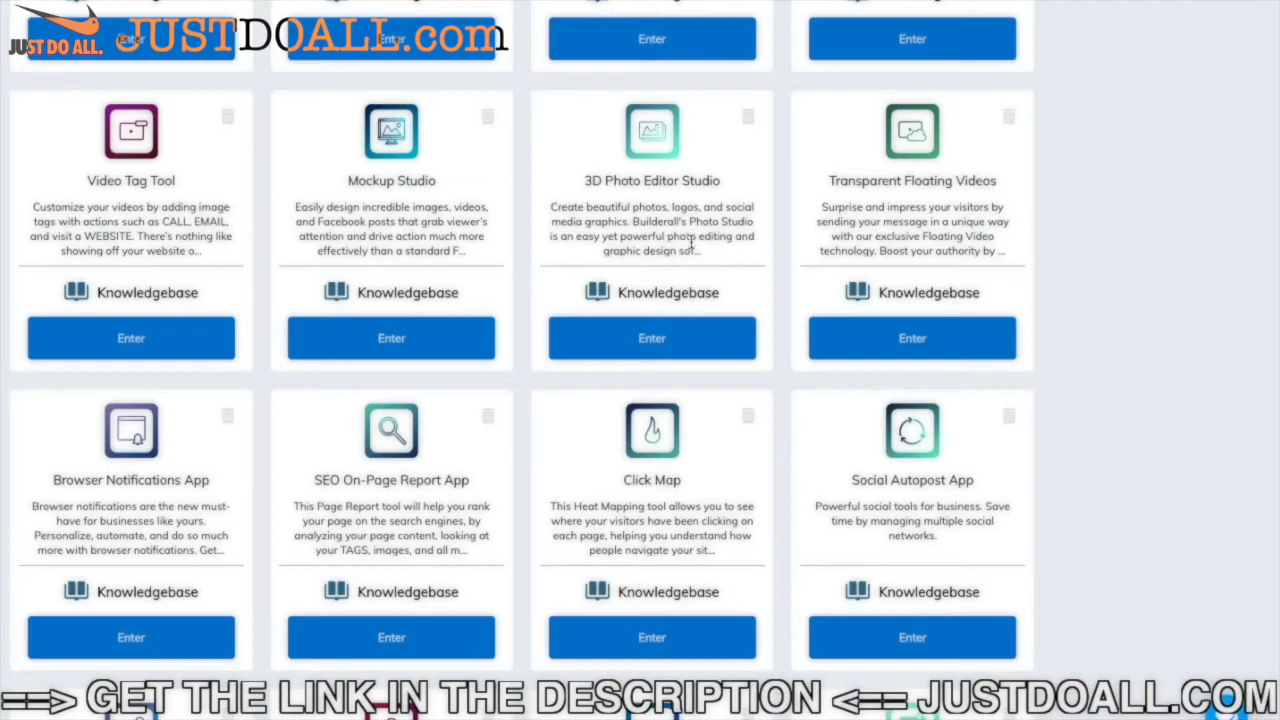 JUST DO ALL.
JUSTDOALL.com
Enter
Enter
Enter
Enter
Video Tag Tool
Customize your videos by adding image
tags with actions such as CALL, EMAIL,
and visit a WEBSITE. There's nothing like
showing off your website o...
Knowledgebase
Enter
Mockup Studio
Easily design incredible images, videos,
and Facebook posts that grab viewer's
attention and drive action much more
effectively than a standard F...
Knowledgebase
Enter
3D Photo Editor Studio
Create beautiful photos, logos, and social
media graphics. Builderall's Photo Studio
is an easy yet powerful photo editing and
graphic design sof...
Knowledgebase
Enter
Transparent Floating Videos
Surprise and impress your visitors by
sending your message in a unique way
with our exclusive Floating Video
technology. Boost your authority by ...
Knowledgebase
Enter
Browser Notifications App
Browser notifications are the new must-
have for businesses like yours.
Personalize, automate, and do so much
more with browser notifications. Get...
Knowledgebase
Enter
SEO On-Page Report App
This Page Report tool will help you rank
your page on the search engines, by
analyzing your page content, looking at
your TAGS, images, and all m...
Knowledgebase
Enter
Click Map
This Heat Mapping tool allows you to see
where your visitors have been clicking on
each page, helping you understand how
people navigate your sit...
Knowledgebase
Enter
Social Autopost App
Powerful social tools for business. Save
time by managing multiple social
networks.
Knowledgebase
Enter
==> GET THE LINK IN THE DESCRIPTION <== JUSTDOALL.COM